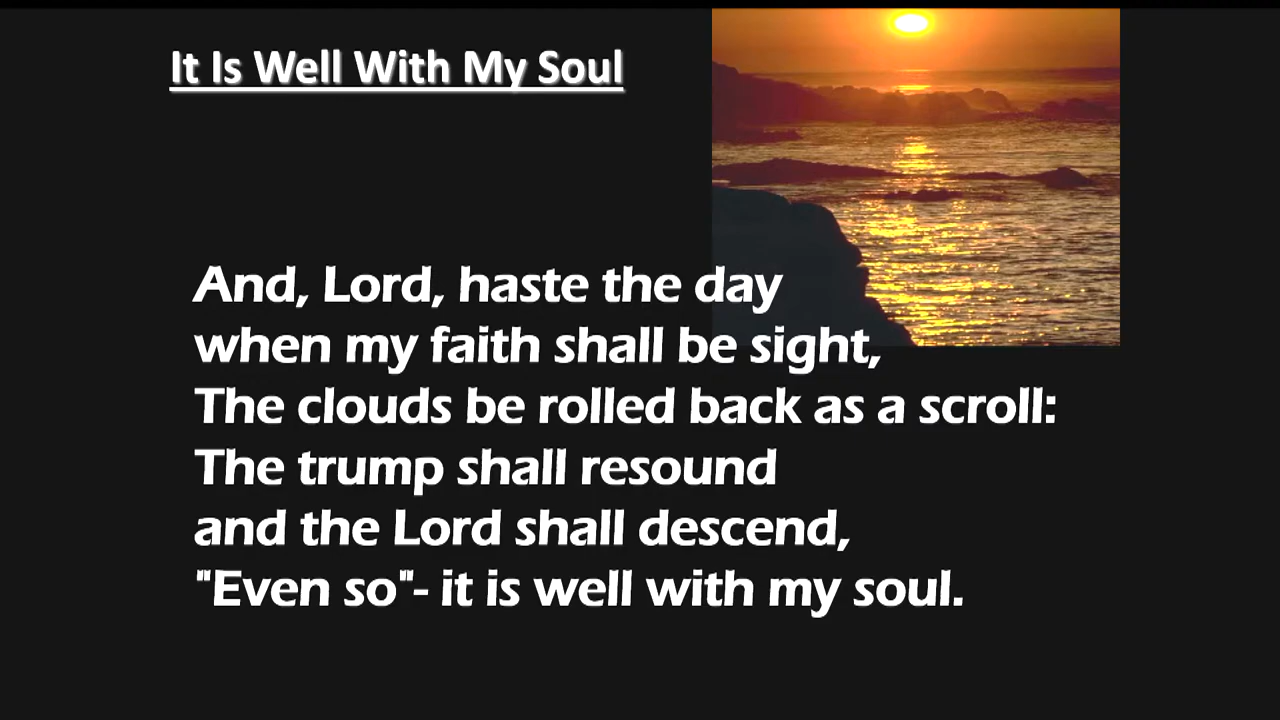 It Is Well With My Soul
And, Lord, haste the day
when my faith shall be sight,
The clouds be rolled back as a scroll:
The trump shall resound
and the Lord shall descend,
"Even so"- it is well with my soul.